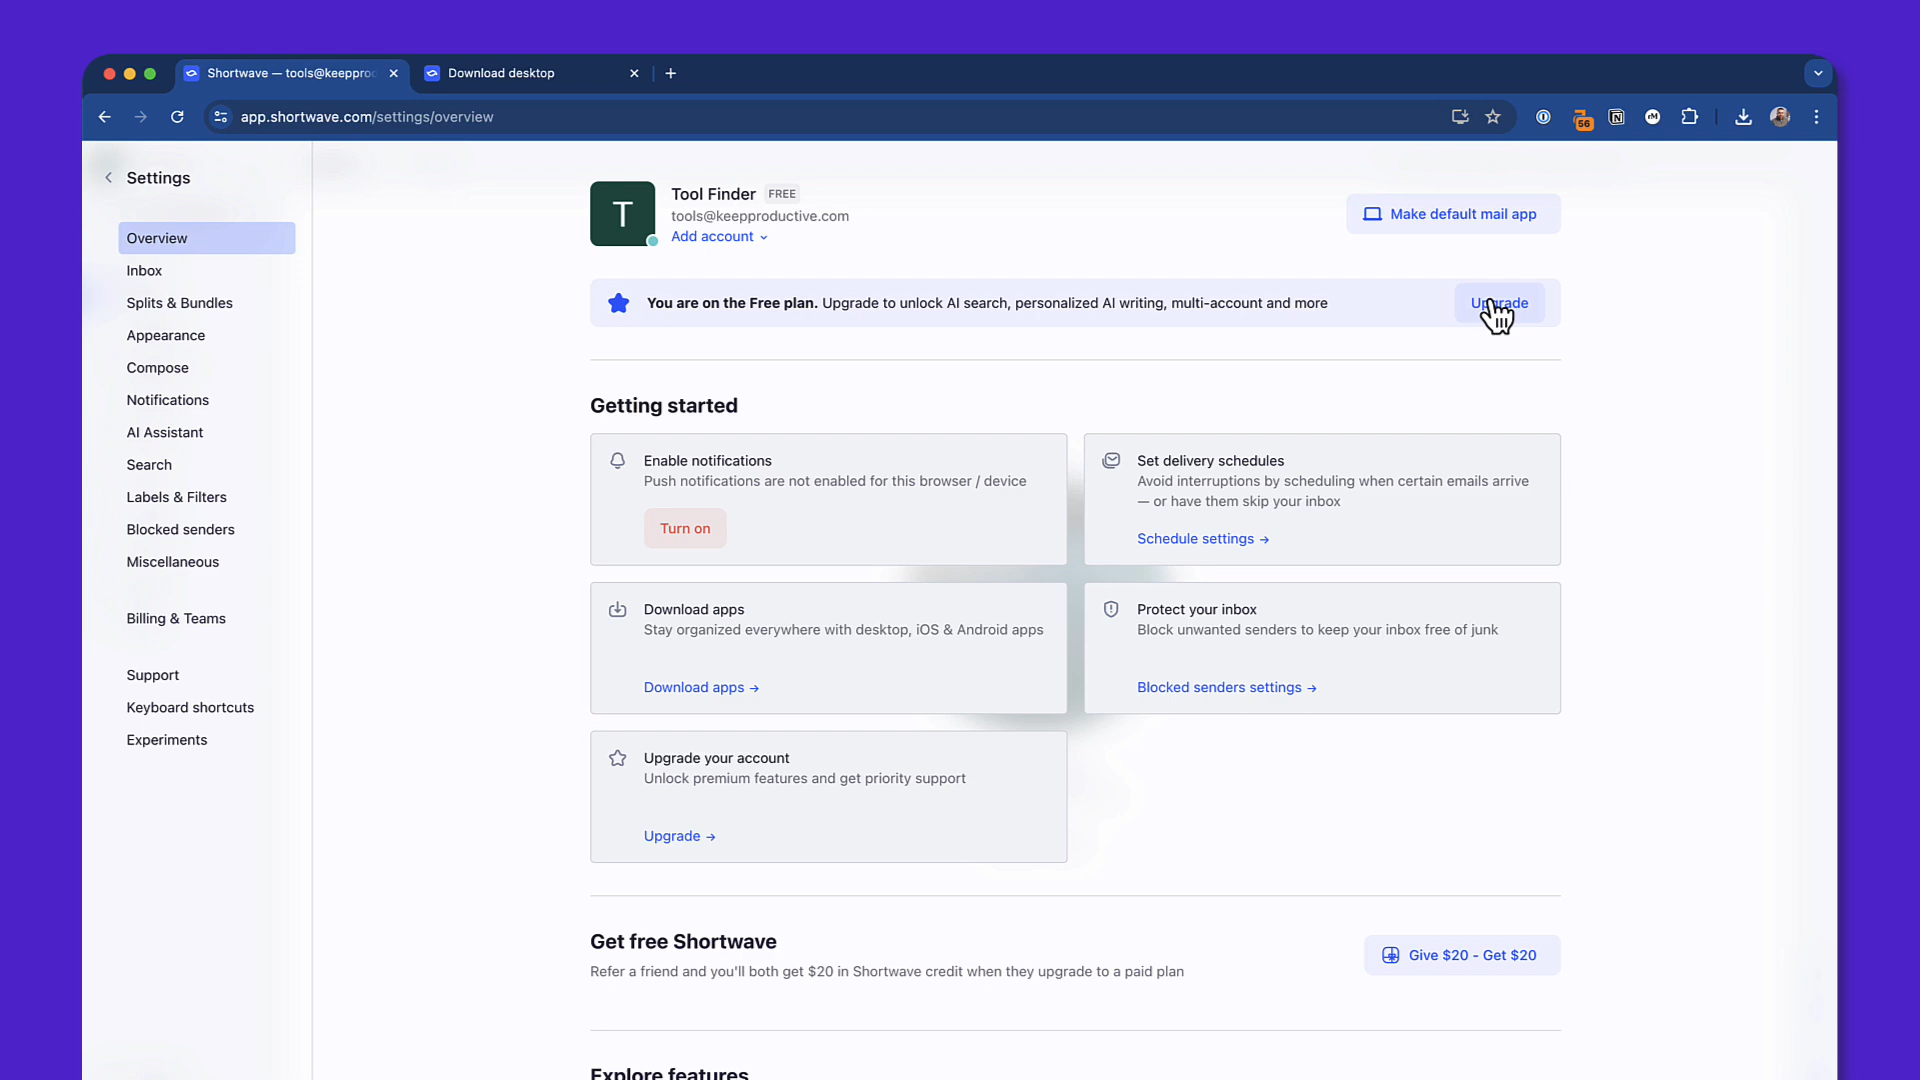 Shortwave — tools@keepproc
Download desktop
app.shortwave.com/settings/overview
56
Settings
Overview
Inbox
Splits & Bundles
Appearance
Compose
Notifications
AI Assistant
Search
Labels & Filters
Blocked senders
Miscellaneous
Billing & Teams
Support
Keyboard shortcuts
Experiments
T
Tool Finder FREE
tools@keepproductive.com
Add account
Make default mail app
You are on the Free plan. Upgrade to unlock AI search, personalized AI writing, multi-account and more
Upgrade
Getting started
Enable notifications
Push notifications are not enabled for this browser / device
Turn on
Set delivery schedules
Avoid interruptions by scheduling when certain emails arrive
— or have them skip your inbox
Schedule settings →
Download apps
Stay organized everywhere with desktop, iOS & Android apps
Download apps →
Protect your inbox
Block unwanted senders to keep your inbox free of junk
Blocked senders settings →
Upgrade your account
Unlock premium features and get priority support
Upgrade →
Get free Shortwave
Refer a friend and you'll both get $20 in Shortwave credit when they upgrade to a paid plan
Give $20 - Get $20
Explore features